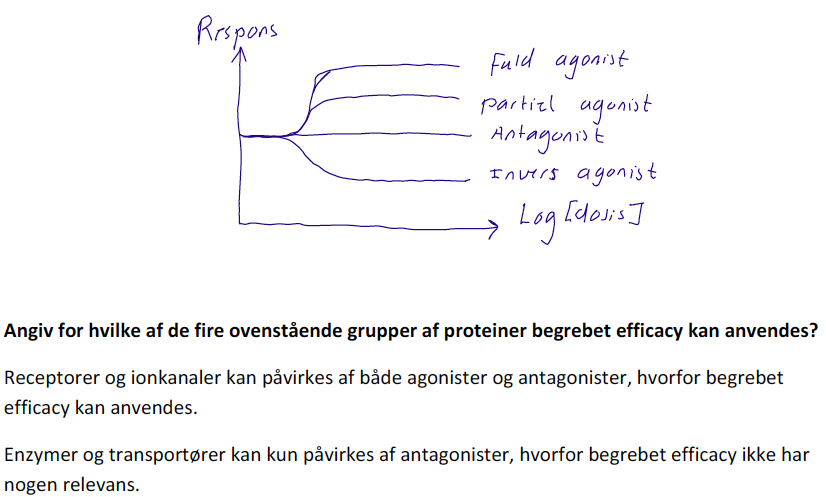 Rrspons
Fuld agonist
partiel agonist
Antagonist
Invers agonist
Log [dosis]
Angiv for hvilke af de fire ovenstående grupper af proteiner begrebet efficacy kan anvendes?
Receptorer og ionkanaler kan påvirkes af både agonister og antagonister, hvorfor begrebet
efficacy kan anvendes.
Enzymer og transportører kan kun påvirkes af antagonister, hvorfor begrebet efficacy ikke har
nogen relevans.